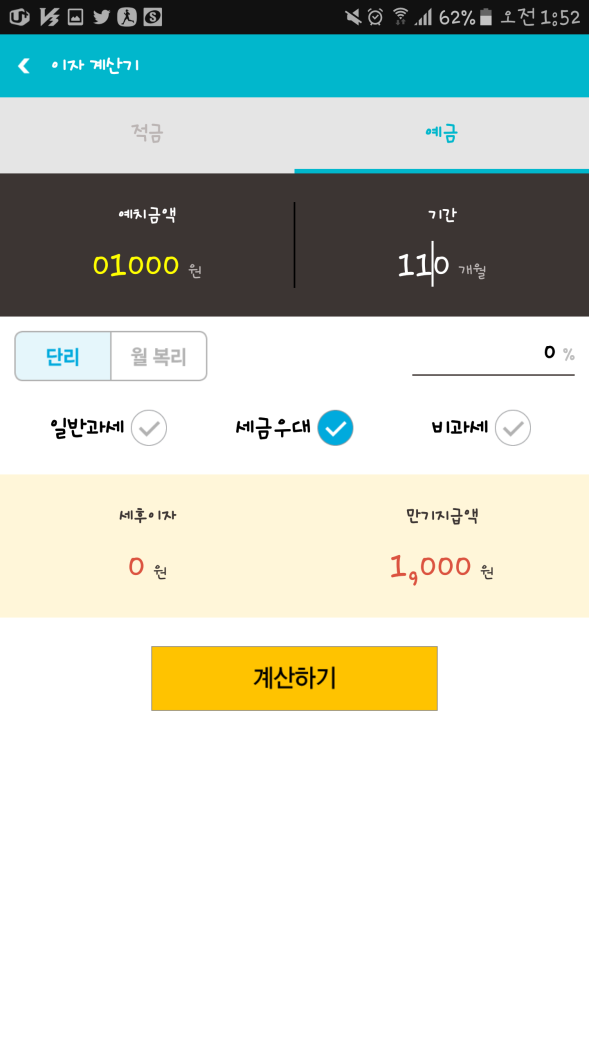 62% 오전 1:52
이자 계산기
적금 예금
예치금액 기간
01000 원 110 개월
단리 월 복리 0 %
일반과세 세금우대 비과세
세후이자 만기지급액
0 원 1,000 원
계산하기